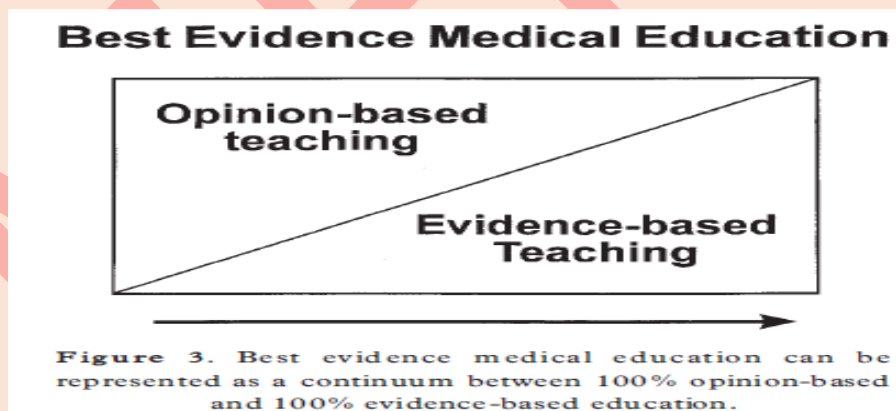 Best Evidence Medical Education
Opinion-based
teaching
Evidence-based
Teaching
Figure 3. Best evidence medical education can be
represented as a continuum between 100% opinion-based
and 100% evidence-based education.